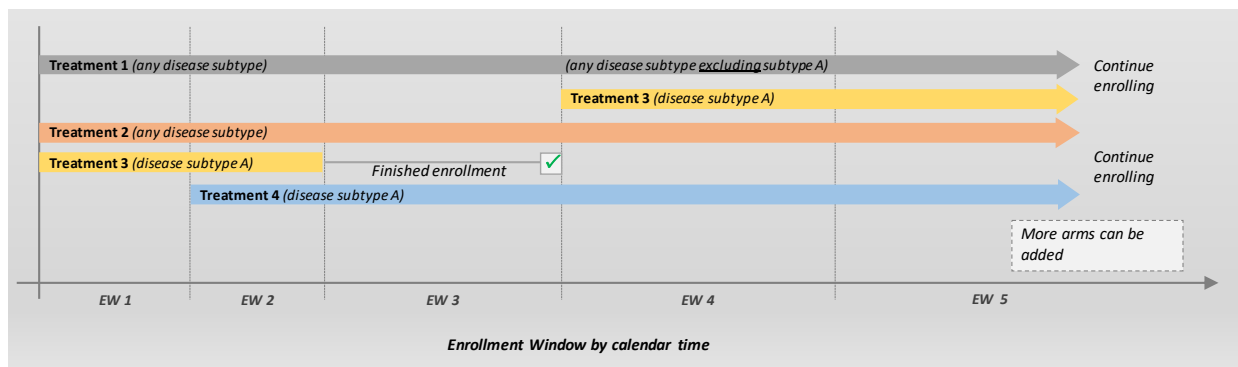 Treatment 1 (any disease subtype)
(any disease subtype excluding subtype A)
Continue
enrolling
Treatment 3 (disease subtype A)
Treatment 2 (any disease subtype)
Treatment 3 (disease subtype A)
Finished enrollment
Continue
enrolling
Treatment 4 (disease subtype A)
More arms can be
added
EW 1
EW 2
EW 3
EW 4
EW 5
Enrollment Window by calendar time